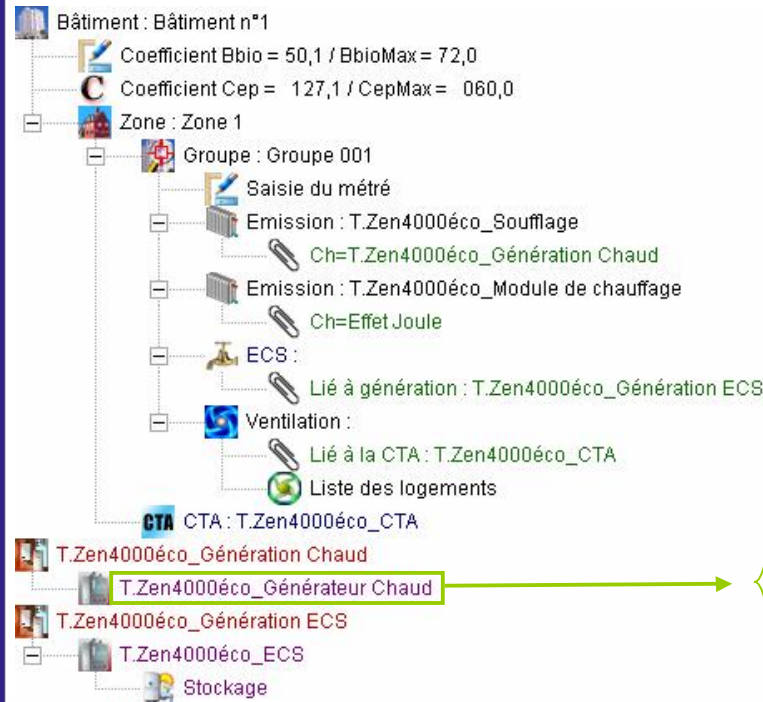 Bâtiment : Bâtiment n°1
Coefficient Bbio = 50,1 / BbioMax = 72,0
C Coefficient Cep = 127,1 / CepMax = 060,0
Zone : Zone 1
Groupe : Groupe 001
Saisie du métré
Emission : T.Zen4000éco_Soufflage
Ch=T.Zen4000éco_Génération Chaud
Emission : T.Zen4000éco_Module de chauffage
Ch=Effet Joule
ECS :
Lié à génération : T.Zen4000éco_Génération ECS
Ventilation :
Lié à la CTA : T.Zen4000éco_CTA
Liste des logements
CTA CTA : T.Zen4000éco_CTA
T.Zen4000éco_Génération Chaud
T.Zen4000éco_Générateur Chaud
T.Zen4000éco_Génération ECS
T.Zen4000éco_ECS
Stockage